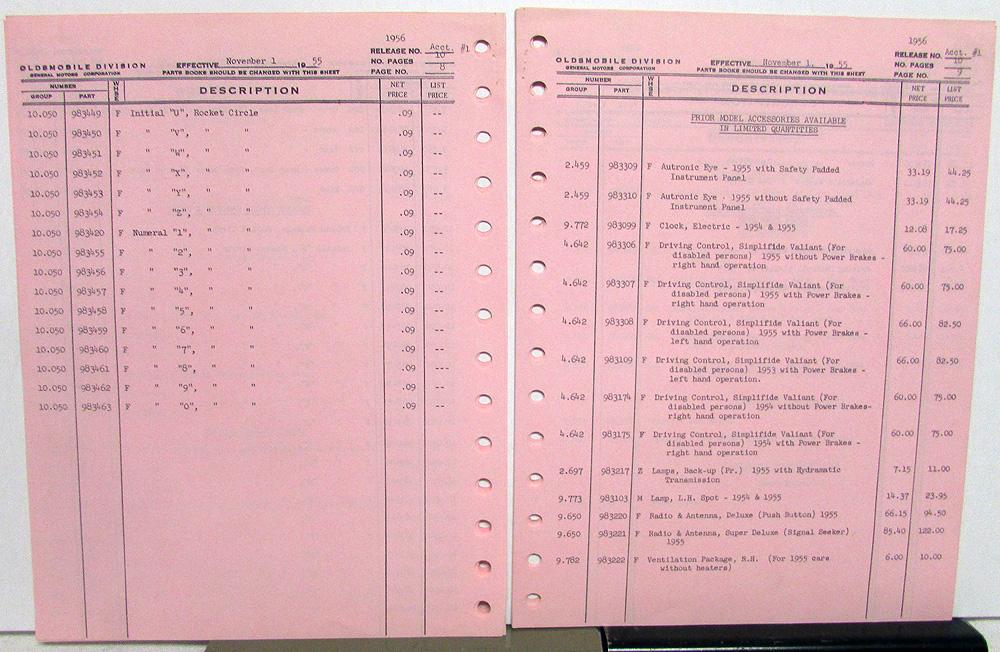 1956
RELEASE NO. Acct. #1
OLDSMOBILE DIVISION EFFECTIVE November 1 19 55 NO. PAGES 10
GENERAL MOTORS CORPORATION PARTS BOOKS SHOULD BE CHANGED WITH THIS SHEET PAGE NO. 8
NUMBER WHSE DESCRIPTION NET PRICE LIST PRICE
GROUP PART
10.050 983449 F Initial "U", Rocket Circle .09 --
10.050 983450 F " "V", " " .09 --
10.050 983451 F " "W", " " .09 --
10.050 983452 F " "X", " " .09 --
10.050 983453 F " "Y", " " .09 --
10.050 983454 F " "Z", " " .09 --
10.050 983420 F Numeral "1", " " .09 --
10.050 983455 F " "2", " " .09 --
10.050 983456 F " "3", " " .09 --
10.050 983457 F " "4", " " .09 --
10.050 983458 F " "5", " " .09 --
10.050 983459 F " "6", " " .09 --
10.050 983460 F " "7", " " .09 --
10.050 983461 F " "8", " " .09 ---
10.050 983462 F " "9", " " .09 --
10.050 983463 F " "0", " " .09 --
1956
RELEASE NO. Acct. #1
OLDSMOBILE DIVISION EFFECTIVE November 1, 19 55 NO. PAGES 10
GENERAL MOTORS CORPORATION PARTS BOOKS SHOULD BE CHANGED WITH THIS SHEET PAGE NO. 9
NUMBER WHSE DESCRIPTION NET PRICE LIST PRICE
GROUP PART
PRIOR MODEL ACCESSORIES AVAILABLE
IN LIMITED QUANTITIES
2.459 983309 F Autronic Eye - 1955 with Safety Padded
Instrument Panel 33.19 44.25
2.459 983310 F Autronic Eye - 1955 without Safety Padded
Instrument Panel 33.19 44.25
9.772 983099 F Clock, Electric - 1954 & 1955 12.08 17.25
4.642 983306 F Driving Control, Simplifide Valiant (For 60.00 75.00
disabled persons) 1955 without Power Brakes -
right hand operation
4.642 983307 F Driving Control, Simplifide Valiant (For 60.00 75.00
disabled persons) 1955 with Power Brakes -
right hand operation
4.642 983308 F Driving Control, Simplifide Valiant (For 66.00 82.50
disabled persons) 1955 with Power Brakes -
left hand operation
4.642 983109 F Driving Control, Simplifide Valiant (For 66.00 82.50
disabled persons) 1953 with Power Brakes -
left hand operation.
4.642 983174 F Driving Control, Simplifide Valiant (For 60.00 75.00
disabled persons) 1954 without Power Brakes-
right hand operation
4.642 983175 F Driving Control, Simplifide Valiant (For 60.00 75.00
disabled persons) 1954 with Power Brakes -
right hand operation
2.697 983217 Z Lamps, Back-up (Pr.) 1955 with Hydramatic 7.15 11.00
Transmission
9.773 983103 M Lamp, L.H. Spot - 1954 & 1955 14.37 23.95
9.650 983220 F Radio & Antenna, Deluxe (Push Button) 1955 66.15 94.50
9.650 983221 F Radio & Antenna, Super Deluxe (Signal Seeker) 85.40 122.00
1955
9.782 983222 F Ventilation Package, R.H. (For 1955 cars 6.00 10.00
without heaters)